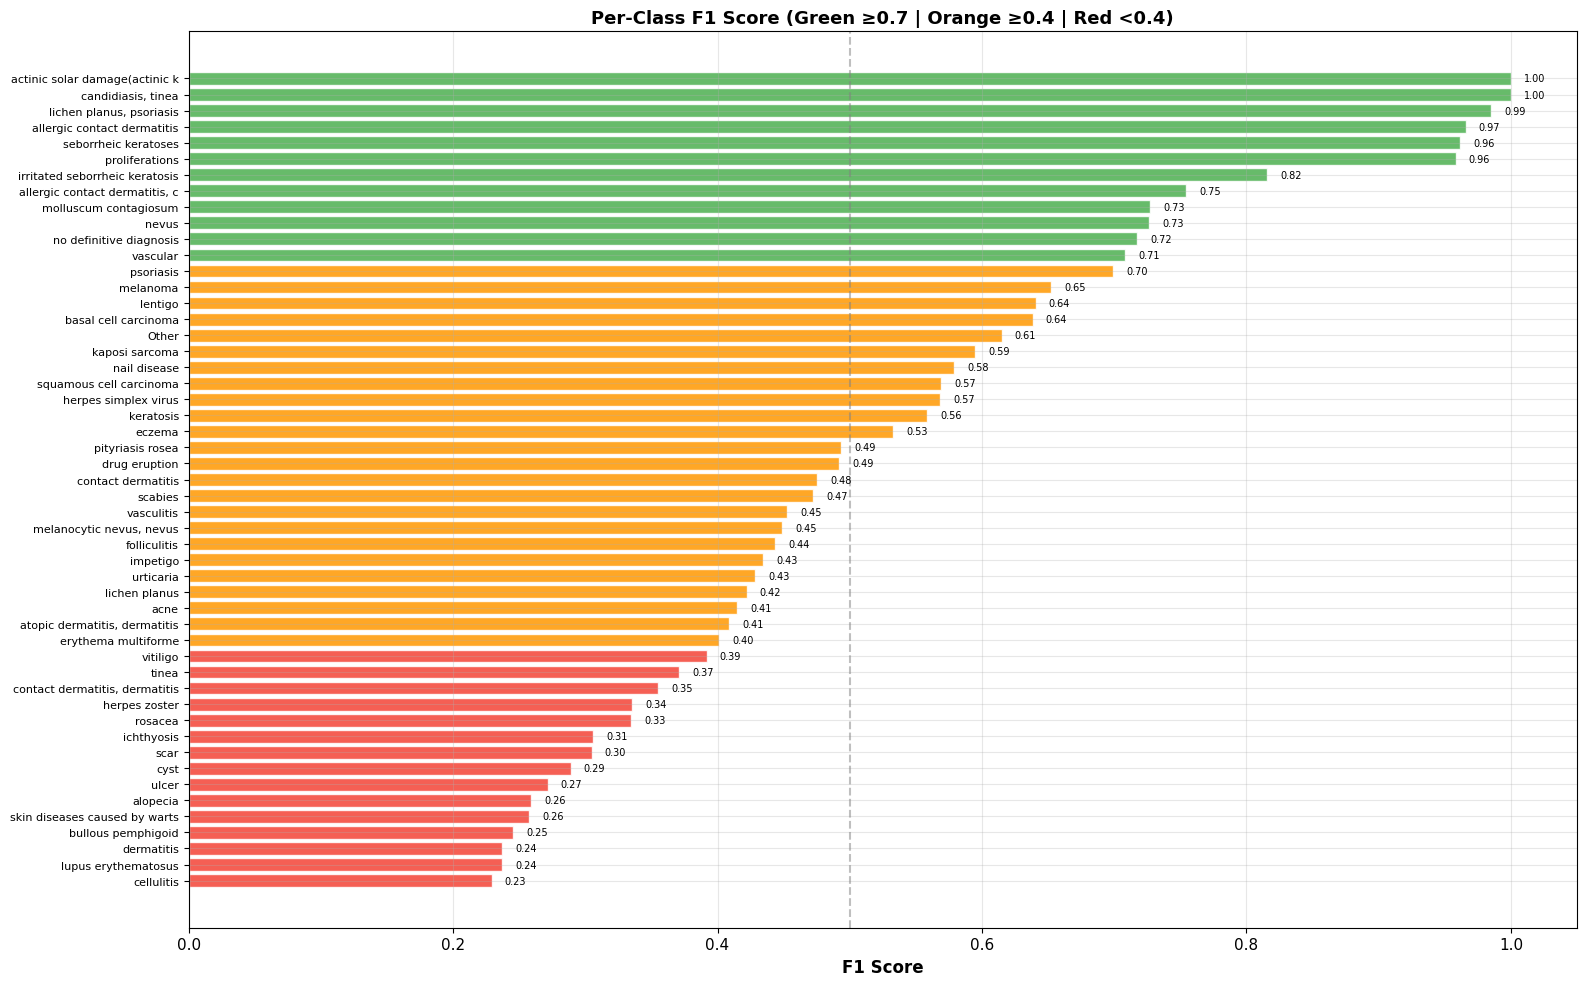 Per-Class F1 Score (Green ≥0.7 | Orange ≥0.4 | Red <0.4)
actinic solar damage(actinic k 1.00
candidiasis, tinea 1.00
lichen planus, psoriasis 0.99
allergic contact dermatitis 0.97
seborrheic keratoses 0.96
proliferations 0.96
irritated seborrheic keratosis 0.82
allergic contact dermatitis, c 0.75
molluscum contagiosum 0.73
nevus 0.73
no definitive diagnosis 0.72
vascular 0.71
psoriasis 0.70
melanoma 0.65
lentigo 0.64
basal cell carcinoma 0.64
Other 0.61
kaposi sarcoma 0.59
nail disease 0.58
squamous cell carcinoma 0.57
herpes simplex virus 0.57
keratosis 0.56
eczema 0.53
pityriasis rosea 0.49
drug eruption 0.49
contact dermatitis 0.48
scabies 0.47
vasculitis 0.45
melanocytic nevus, nevus 0.45
folliculitis 0.44
impetigo 0.43
urticaria 0.43
lichen planus 0.42
acne 0.41
atopic dermatitis, dermatitis 0.41
erythema multiforme 0.40
vitiligo 0.39
tinea 0.37
contact dermatitis, dermatitis 0.35
herpes zoster 0.34
rosacea 0.33
ichthyosis 0.31
scar 0.30
cyst 0.29
ulcer 0.27
alopecia 0.26
skin diseases caused by warts 0.26
bullous pemphigoid 0.25
dermatitis 0.24
lupus erythematosus 0.24
cellulitis 0.23
0.0 0.2 0.4 0.6 0.8 1.0
F1 Score